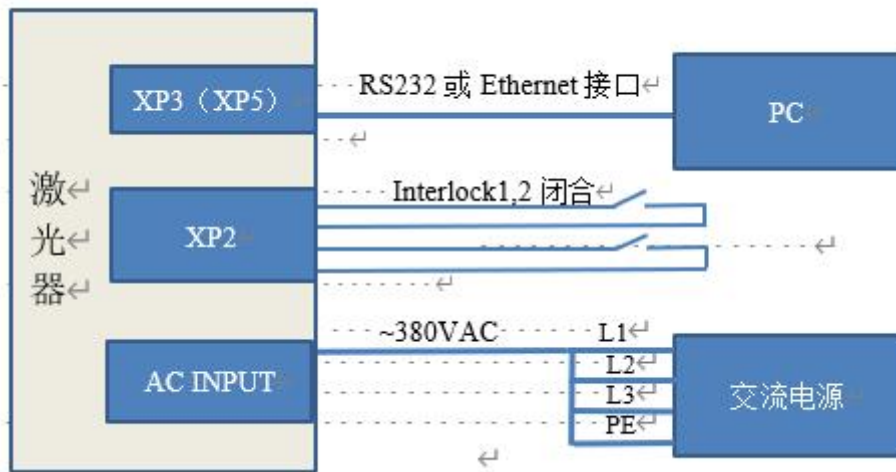 激光器
XP3（XP5）
RS232 或 Ethernet 接口
PC
Interlock1,2 闭合
XP2
~380VAC
L1
L2
L3
PE
AC INPUT
交流电源